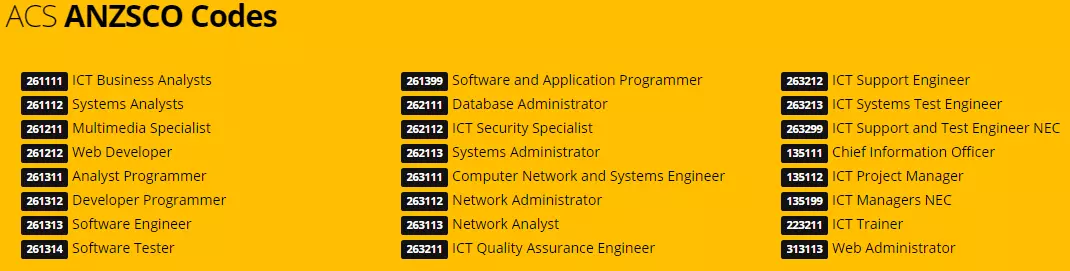 ACS ANZSCO Codes
261111 ICT Business Analysts
261112 Systems Analysts
261211 Multimedia Specialist
261212 Web Developer
261311 Analyst Programmer
261312 Developer Programmer
261313 Software Engineer
261314 Software Tester
261399 Software and Application Programmer
262111 Database Administrator
262112 ICT Security Specialist
262113 Systems Administrator
263111 Computer Network and Systems Engineer
263112 Network Administrator
263113 Network Analyst
263211 ICT Quality Assurance Engineer
263212 ICT Support Engineer
263213 ICT Systems Test Engineer
263299 ICT Support and Test Engineer NEC
135111 Chief Information Officer
135112 ICT Project Manager
135199 ICT Managers NEC
223211 ICT Trainer
313113 Web Administrator